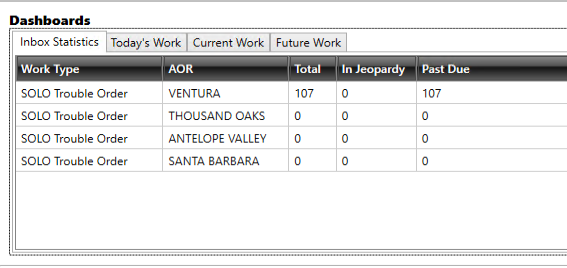 Dashboards
Inbox Statistics Today's Work Current Work Future Work
Work Type AOR Total In Jeopardy Past Due
SOLO Trouble Order VENTURA 107 0 107
SOLO Trouble Order THOUSAND OAKS 0 0 0
SOLO Trouble Order ANTELOPE VALLEY 0 0 0
SOLO Trouble Order SANTA BARBARA 0 0 0